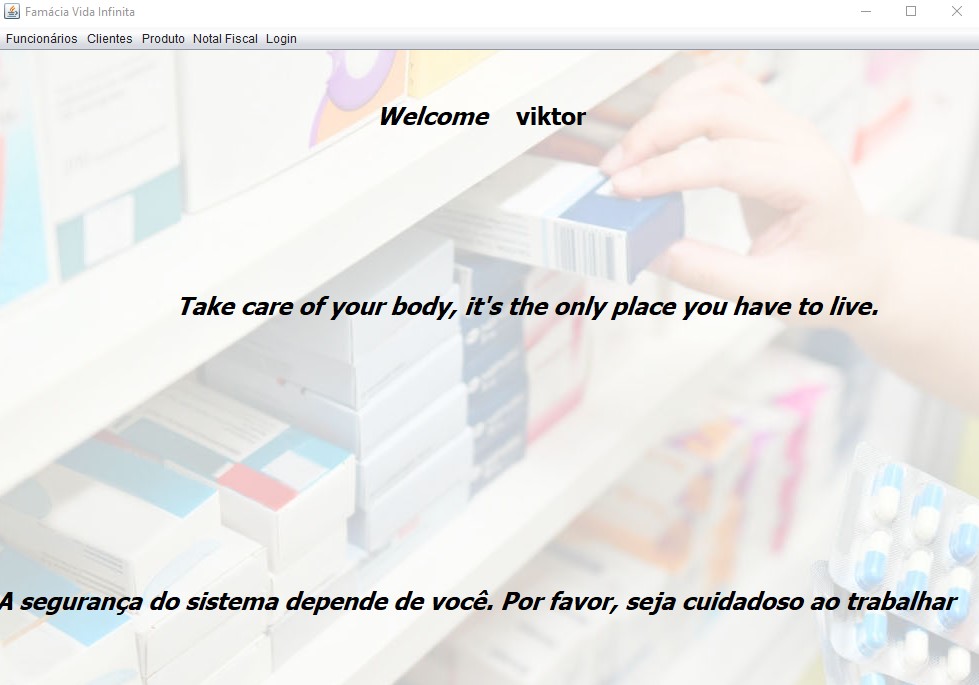 Famácia Vida Infinita
Funcionários Clientes Produto Notal Fiscal Login
Welcome viktor
Take care of your body, it's the only place you have to live.
A segurança do sistema depende de você. Por favor, seja cuidadoso ao trabalhar